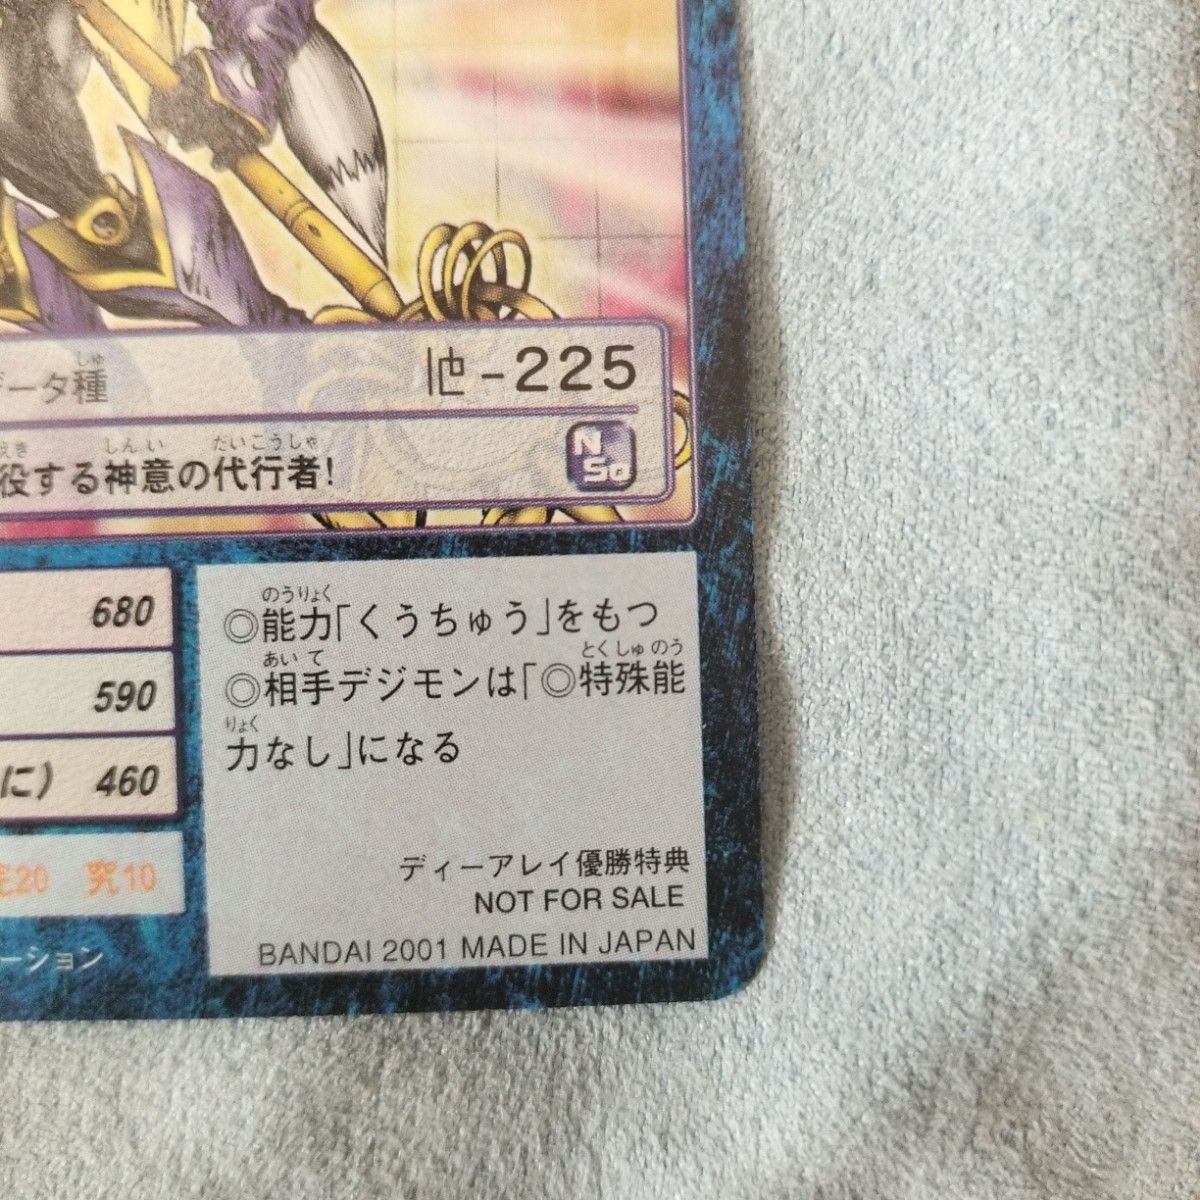 ータ種
-225
役する神意の代行者!
N
So
680
◎能力「くうちゅう」をもつ
590
◎相手デジモンは「◎特殊能
力なし」になる
に) 460
20 究10
ディーアレイ優勝特典
NOT FOR SALE
ーション
BANDAI 2001 MADE IN JAPAN